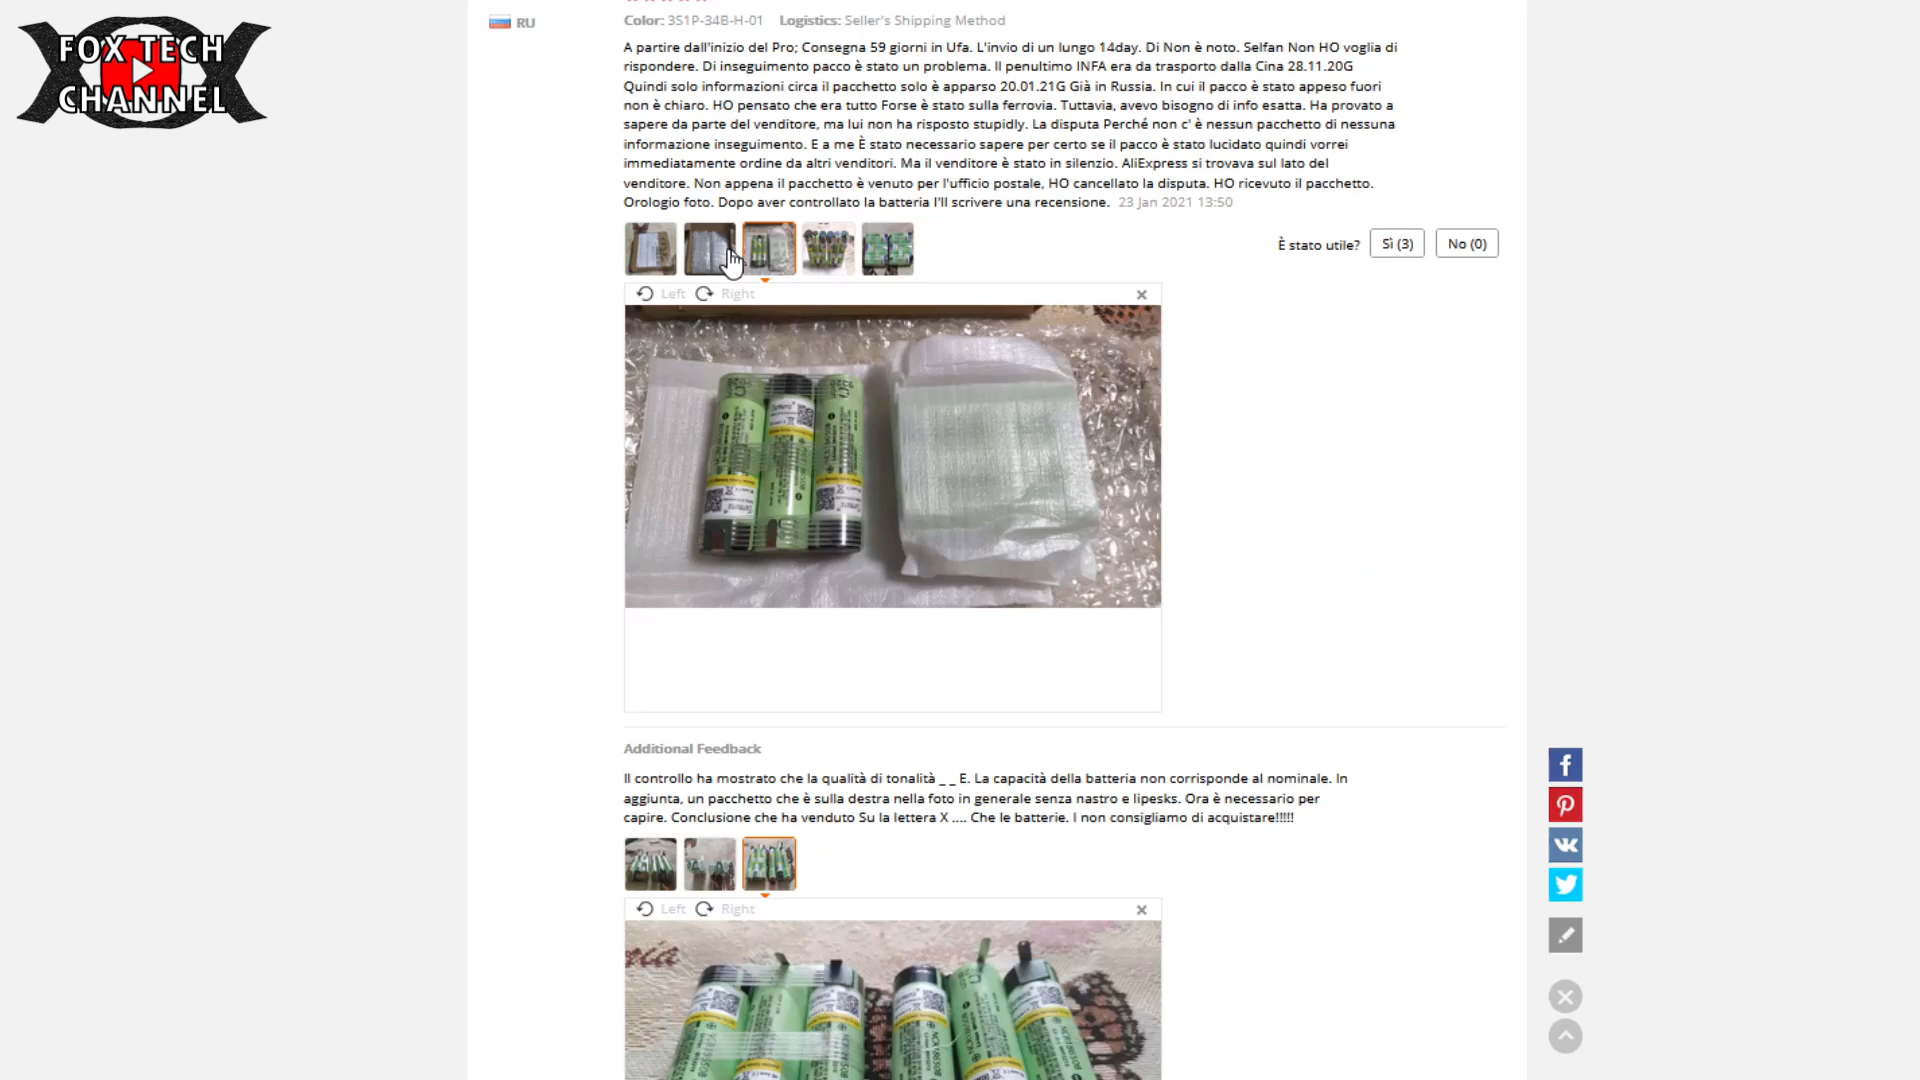 FOX TECH
CHANNEL
RU
Color: 3S1P-34B-H-01 Logistics: Seller's Shipping Method
A partire dall'inizio del Pro; Consegna 59 giorni in Ufa. L'invio di un lungo 14day. Di Non è noto. Selfan Non HO voglia di
rispondere. Di inseguimento pacco è stato un problema. Il penultimo INFA era da trasporto dalla Cina 28.11.20G
Quindi solo informazioni circa il pacchetto solo è apparso 20.01.21G Già in Russia. In cui il pacco è stato appeso fuori
non è chiaro. HO pensato che era tutto Forse è stato sulla ferrovia. Tuttavia, avevo bisogno di info esatta. Ha provato a
sapere da parte del venditore, ma lui non ha risposto stupidly. La disputa Perché non c' è nessun pacchetto di nessuna
informazione inseguimento. E a me È stato necessario sapere per certo se il pacco è stato lucidato quindi vorrei
immediatamente ordine da altri venditori. Ma il venditore è stato in silenzio. AliExpress si trovava sul lato del
venditore. Non appena il pacchetto è venuto per l'ufficio postale, HO cancellato la disputa. HO ricevuto il pacchetto.
Orologio foto. Dopo aver controllato la batteria I'll scrivere una recensione. 23 Jan 2021 13:50
È stato utile? Sì (3) No (0)
Left Right
Additional Feedback
Il controllo ha mostrato che la qualità di tonalità _ _ E. La capacità della batteria non corrisponde al nominale. In
aggiunta, un pacchetto che è sulla destra nella foto in generale senza nastro e lipesks. Ora è necessario per
capire. Conclusione che ha venduto Su la lettera X .... Che le batterie. I non consigliamo di acquistare!!!!!
Left Right